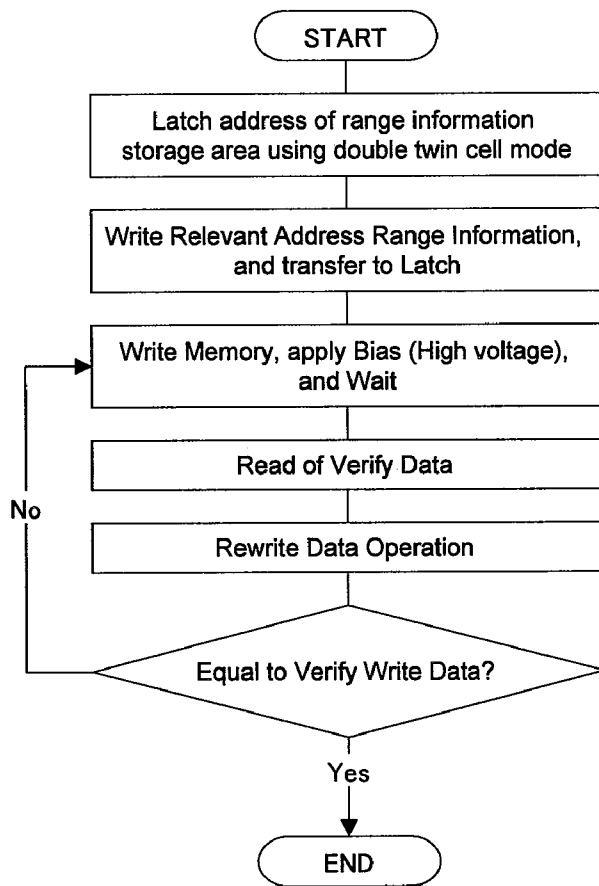 START
Latch address of range information
storage area using double twin cell mode
Write Relevant Address Range Information,
and transfer to Latch
Write Memory, apply Bias (High voltage),
and Wait
Read of Verify Data
No
Rewrite Data Operation
Equal to Verify Write Data?
Yes
END